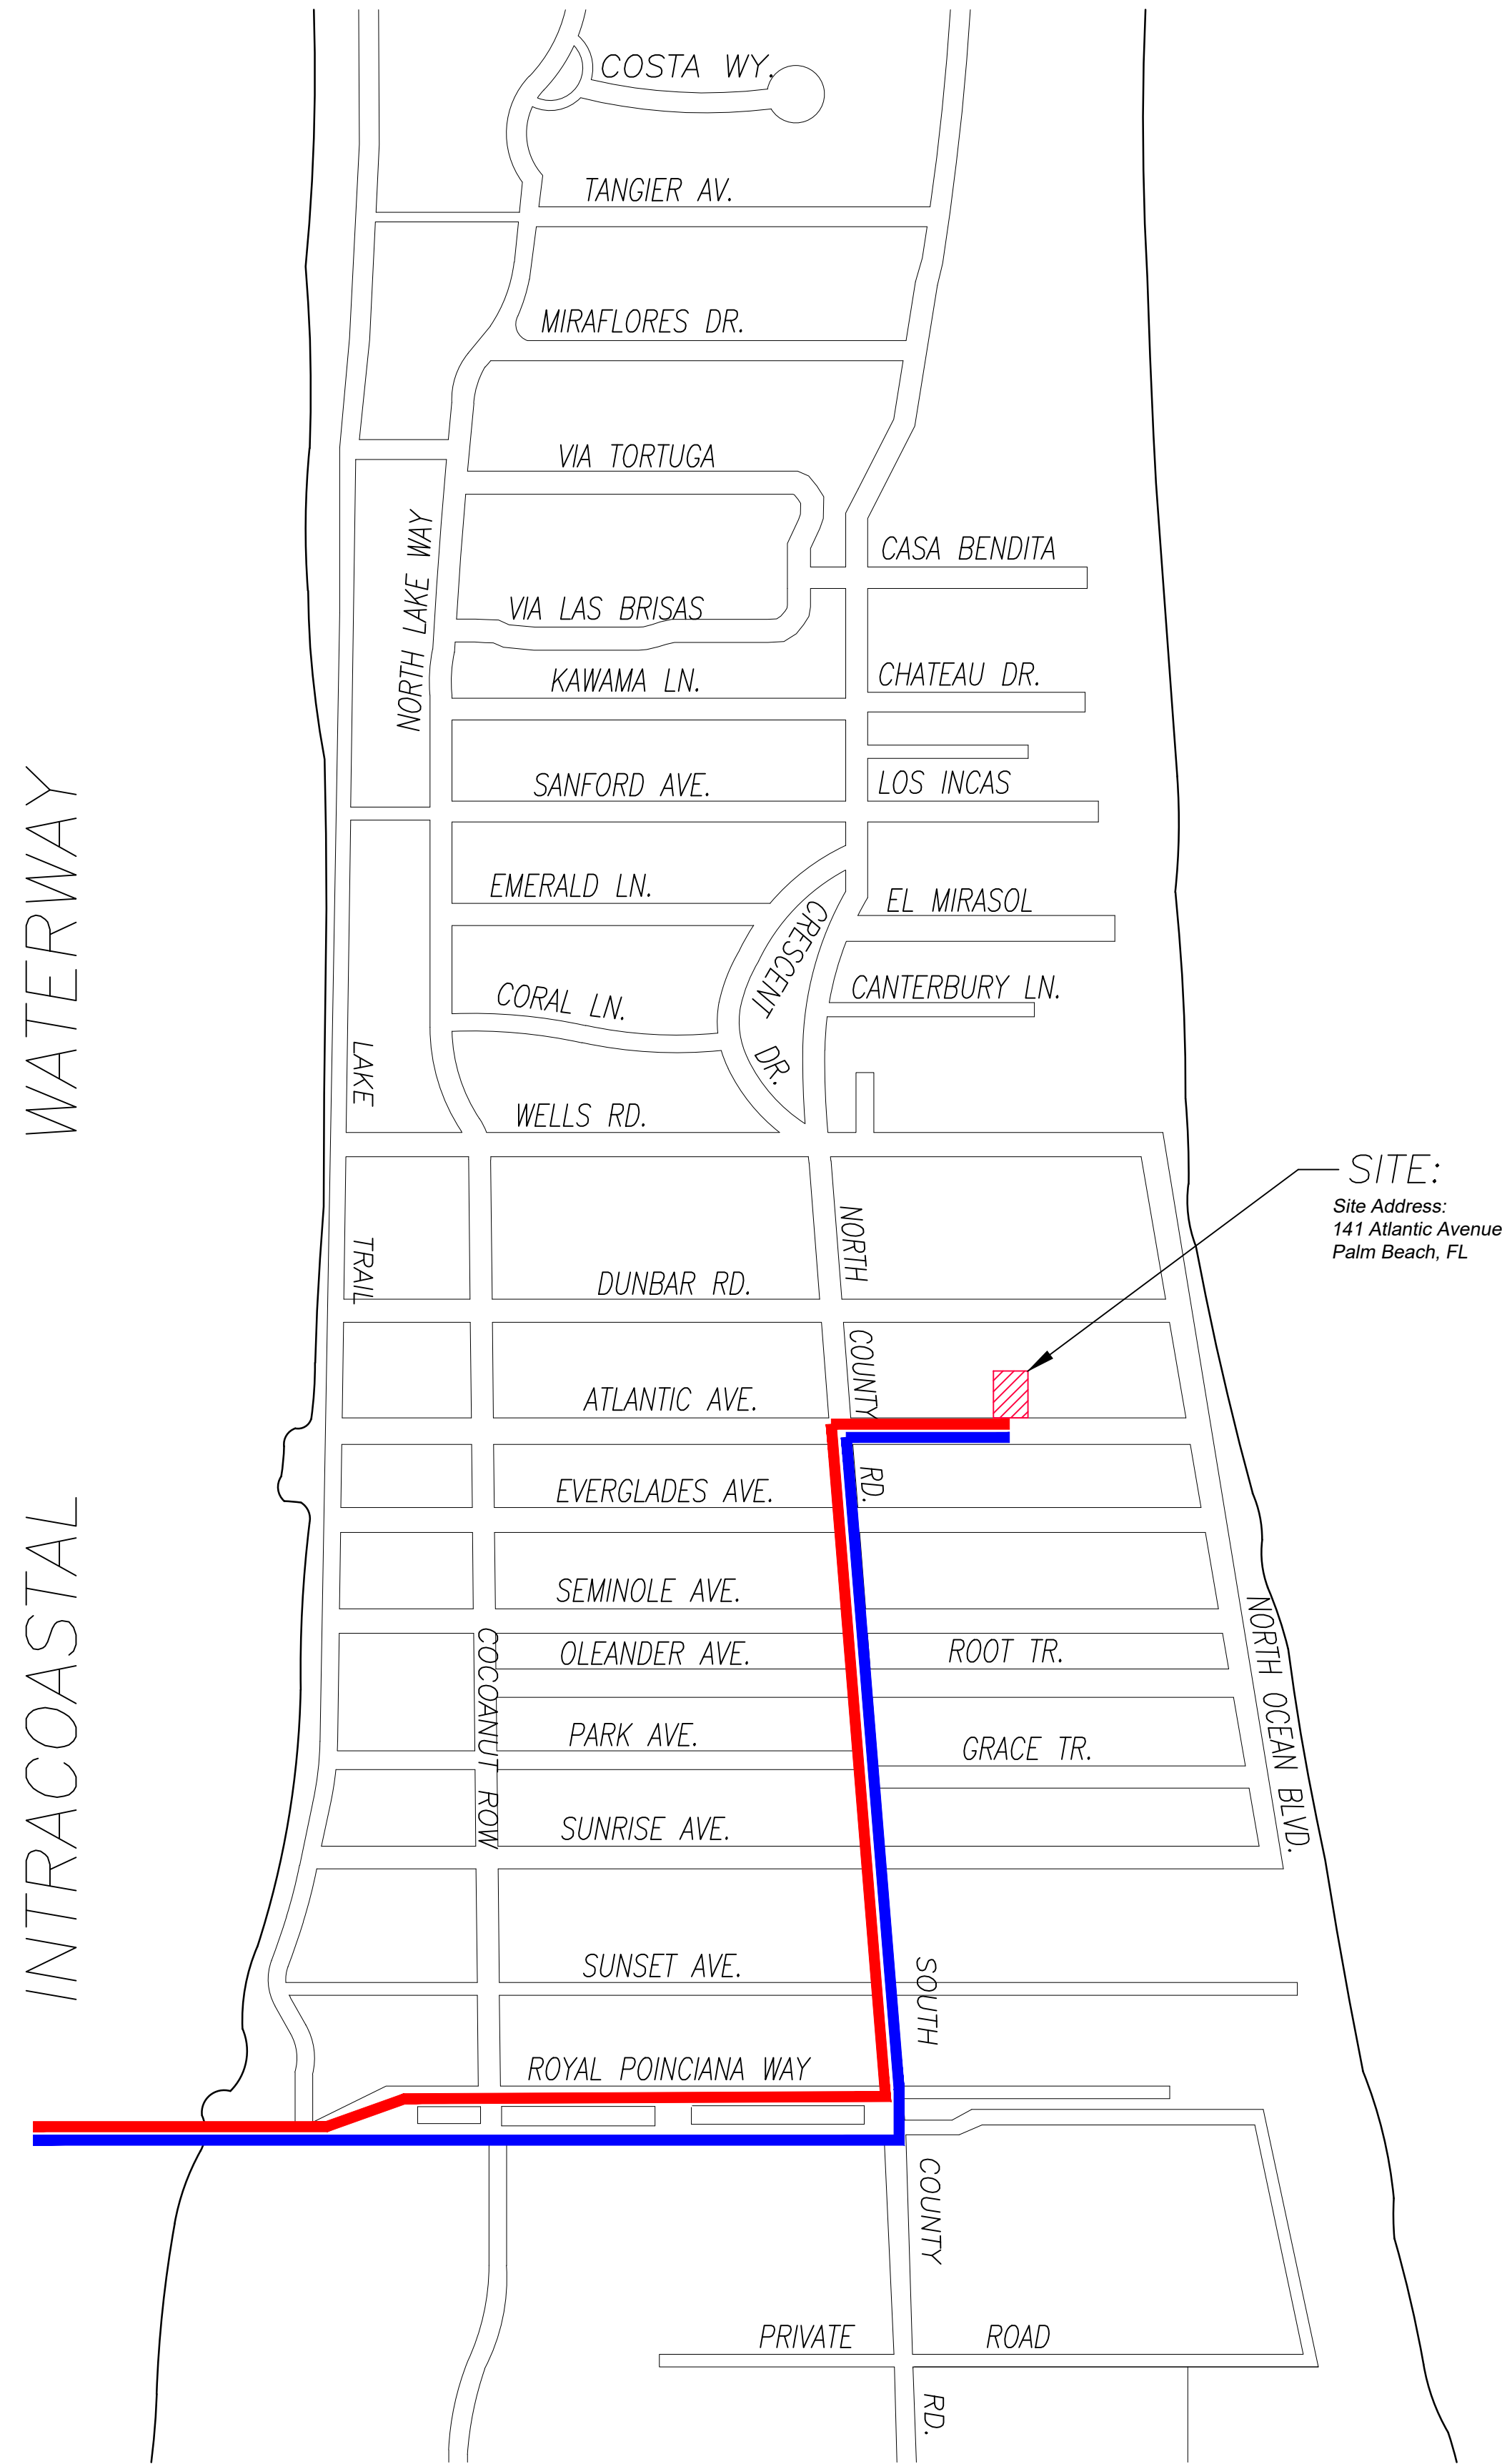 COSTA WY.
TANGIER AV.
MIRAFLORES DR.
VIA TORTUGA
NORTH LAKE WAY
CASA BENDITA
VIA LAS BRISAS
KAWAMA LN.
CHATEAU DR.
SANFORD AVE.
LOS INCAS
EMERALD LN.
EL MIRASOL
CRESCENT DR.
CORAL LN.
CANTERBURY LN.
WELLS RD.
LAKE TRAIL
INTRACOASTAL WATERWAY
SITE:
Site Address:
141 Atlantic Avenue
Palm Beach, FL
NORTH COUNTY RD.
DUNBAR RD.
ATLANTIC AVE.
EVERGLADES AVE.
SEMINOLE AVE.
NORTH OCEAN BLVD.
COCOANUT ROW
OLEANDER AVE.
ROOT TR.
PARK AVE.
GRACE TR.
SUNRISE AVE.
SUNSET AVE.
SOUTH COUNTY RD.
ROYAL POINCIANA WAY
PRIVATE ROAD